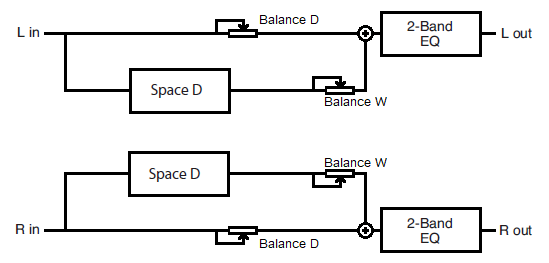 Balance D
L in
2-Band
EQ
L out
Space D
Balance W
Balance W
Space D
R in
2-Band
EQ
R out
Balance D